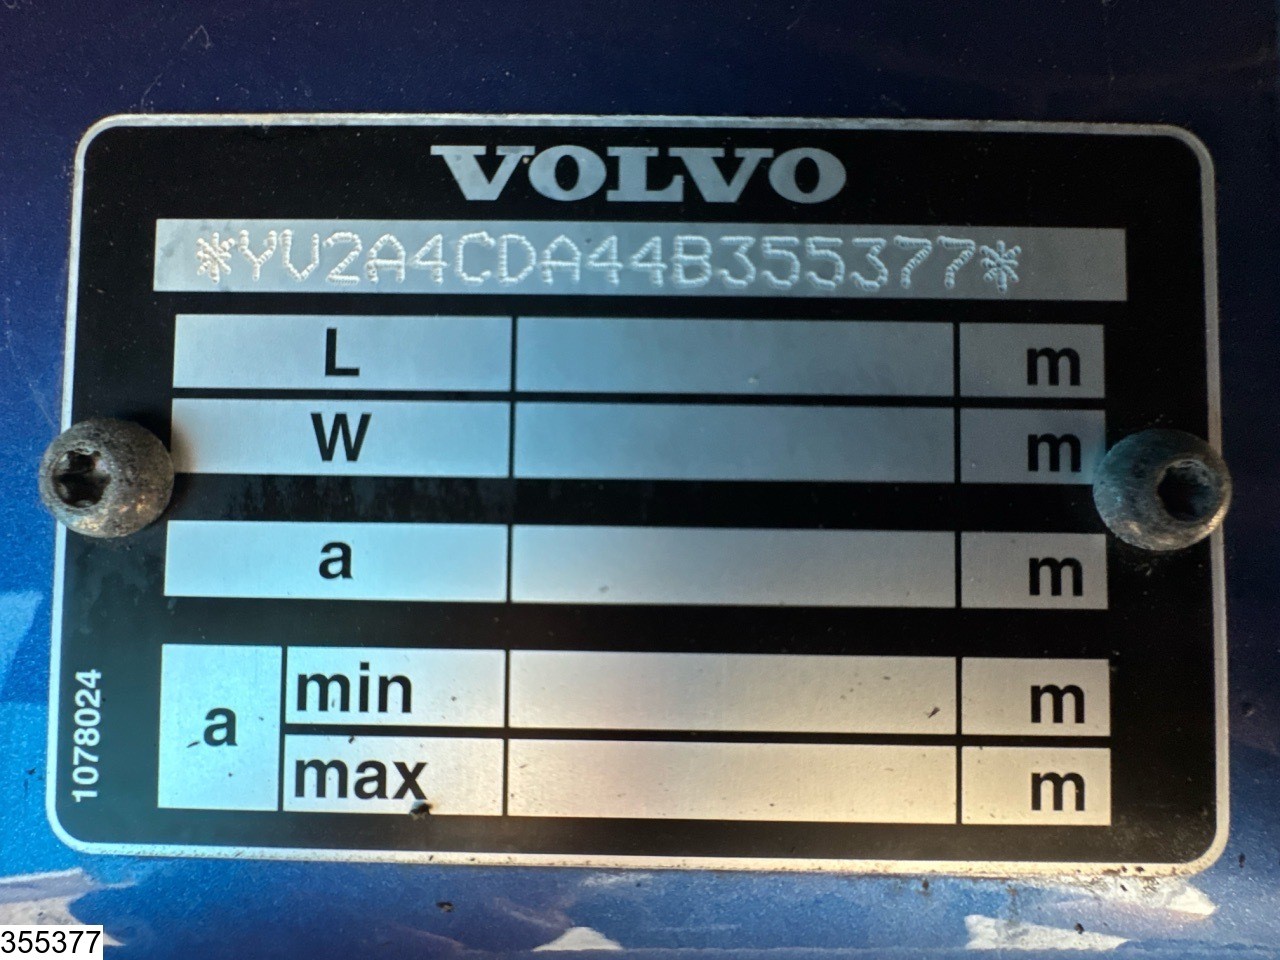 VOLVO
*YV2A4CDA44B355377*
L m
W m
a m
a min m
max m
1078024
355377